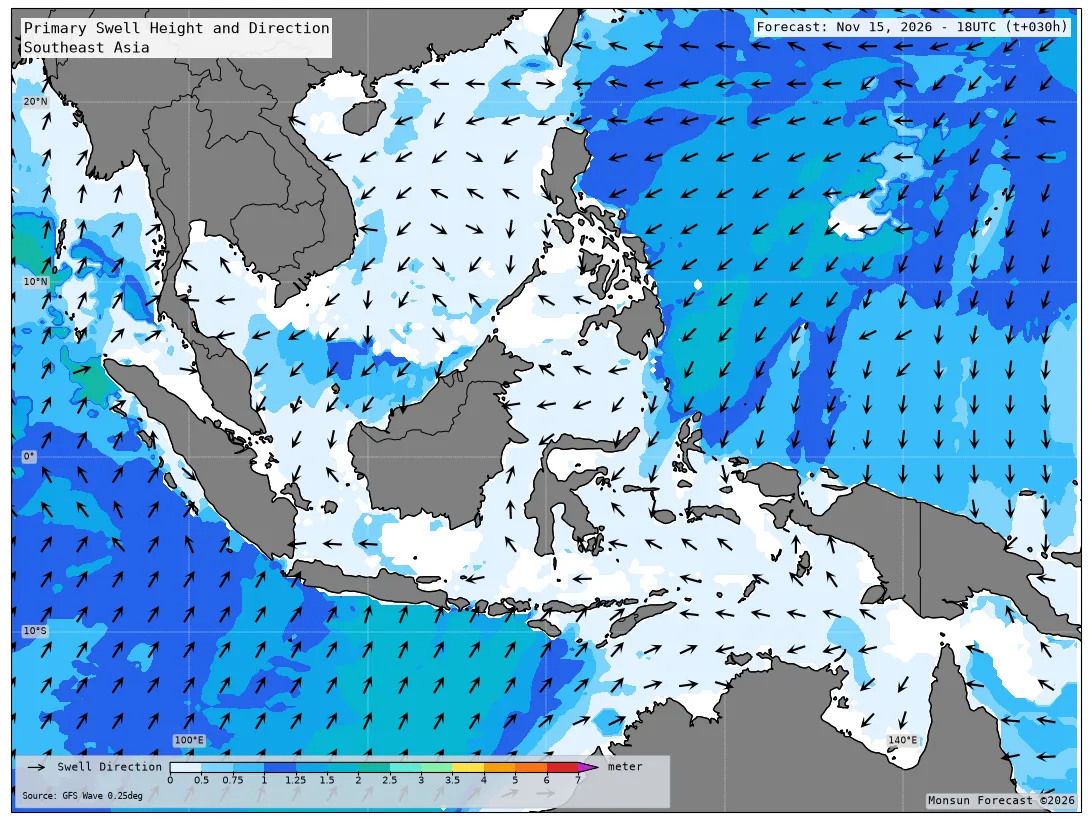 Primary Swell Height and Direction
Southeast Asia
Forecast: Nov 15, 2026 - 18UTC (t+030h)
20°N
10°N
0°
10°S
100°E
140°E
Swell Direction
meter
0 0.5 0.75 1 1.25 1.5 2 2.5 3 3.5 4 5 6 7
Source: GFS Wave 0.25deg
Monsun Forecast ©2026